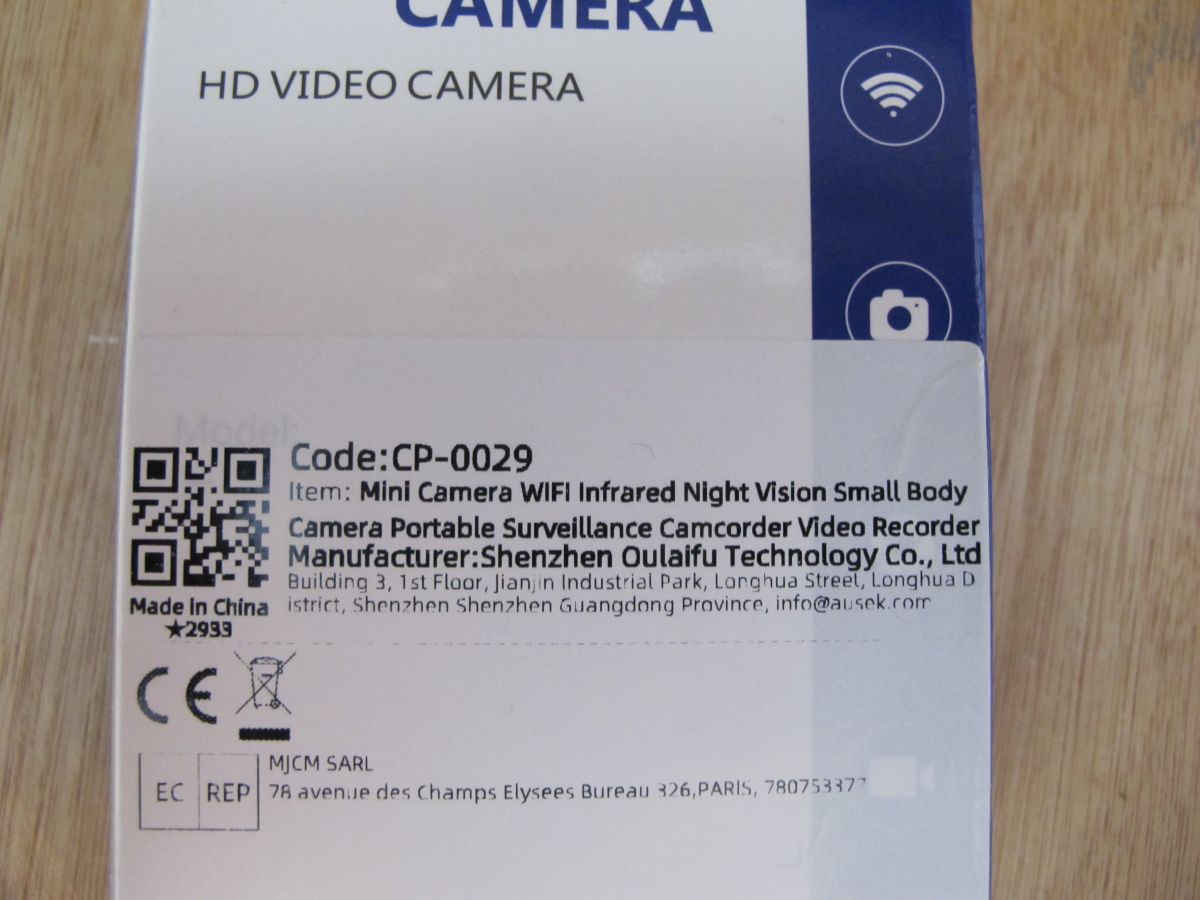 CAMERA
HD VIDEO CAMERA
Model:
Code:CP-0029
Item: Mini Camera WIFI Infrared Night Vision Small Body
Camera Portable Surveillance Camcorder Video Recorder
Manufacturer:Shenzhen Oulaifu Technology Co., Ltd
Building 3, 1st Floor, Jianjin Industrial Park, Longhua Street, Longhua D
istrict, Shenzhen Shenzhen Guangdong Province, info@ausek.com
Made in China
★2933
CE
EC REP
MJCM SARL
78 avenue des Champs Elysees Bureau 326,PARIS, 780753377